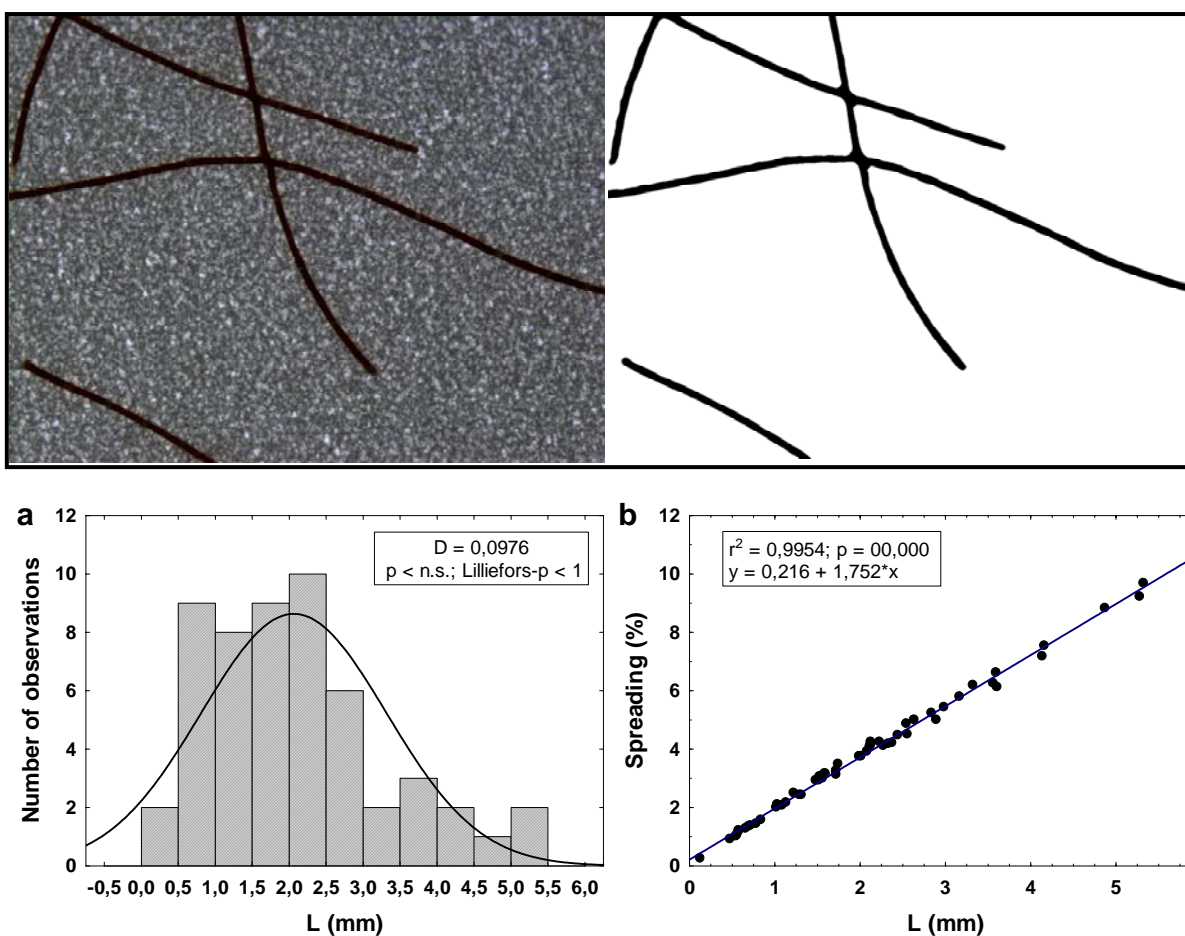 a
12
10
8
6
4
2
0
Number of observations
D = 0,0976
p < n.s.; Lilliefors-p < 1
-0,5 0,0 0,5 1,0 1,5 2,0 2,5 3,0 3,5 4,0 4,5 5,0 5,5 6,0
L (mm)
b
12
10
8
6
4
2
0
Spreading (%)
r² = 0,9954; p = 00,000
y = 0,216 + 1,752*x
0 1 2 3 4 5
L (mm)